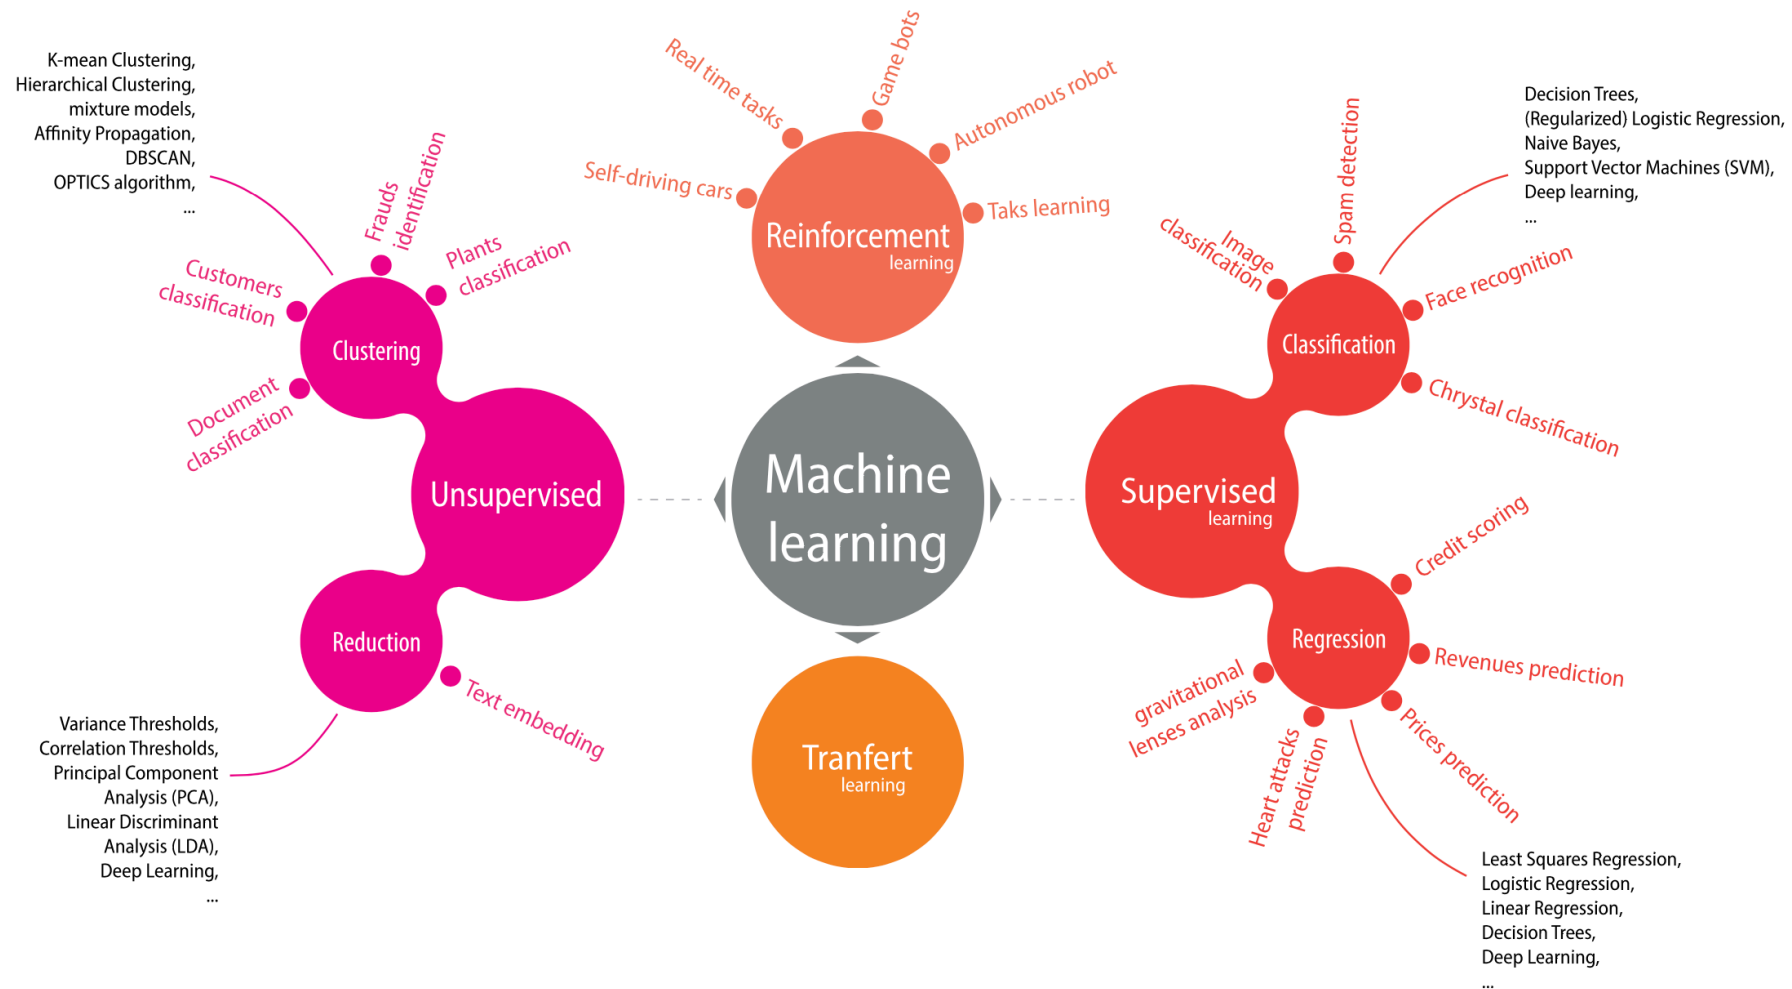 K-mean Clustering,
Hierarchical Clustering,
mixture models,
Affinity Propagation,
DBSCAN,
OPTICS algorithm,
...
Frauds
identification
Plants
classification
Customers
classification
Document
classification
Clustering
Unsupervised
Reduction
Text embedding
Variance Thresholds,
Correlation Thresholds,
Principal Component
Analysis (PCA),
Linear Discriminant
Analysis (LDA),
Deep Learning,
...
Self-driving cars
Real time tasks
Game bots
Autonomous robot
Taks learning
Reinforcement
learning
Machine
learning
Tranfert
learning
Decision Trees,
(Regularized) Logistic Regression,
Naive Bayes,
Support Vector Machines (SVM),
Deep learning,
...
Image
classification
Spam detection
Face recognition
Chrystal classification
Classification
Supervised
learning
Regression
Credit scoring
Revenues prediction
Prices prediction
Heart attacks
prediction
gravitational
lenses analysis
Least Squares Regression,
Logistic Regression,
Linear Regression,
Decision Trees,
Deep Learning,
...